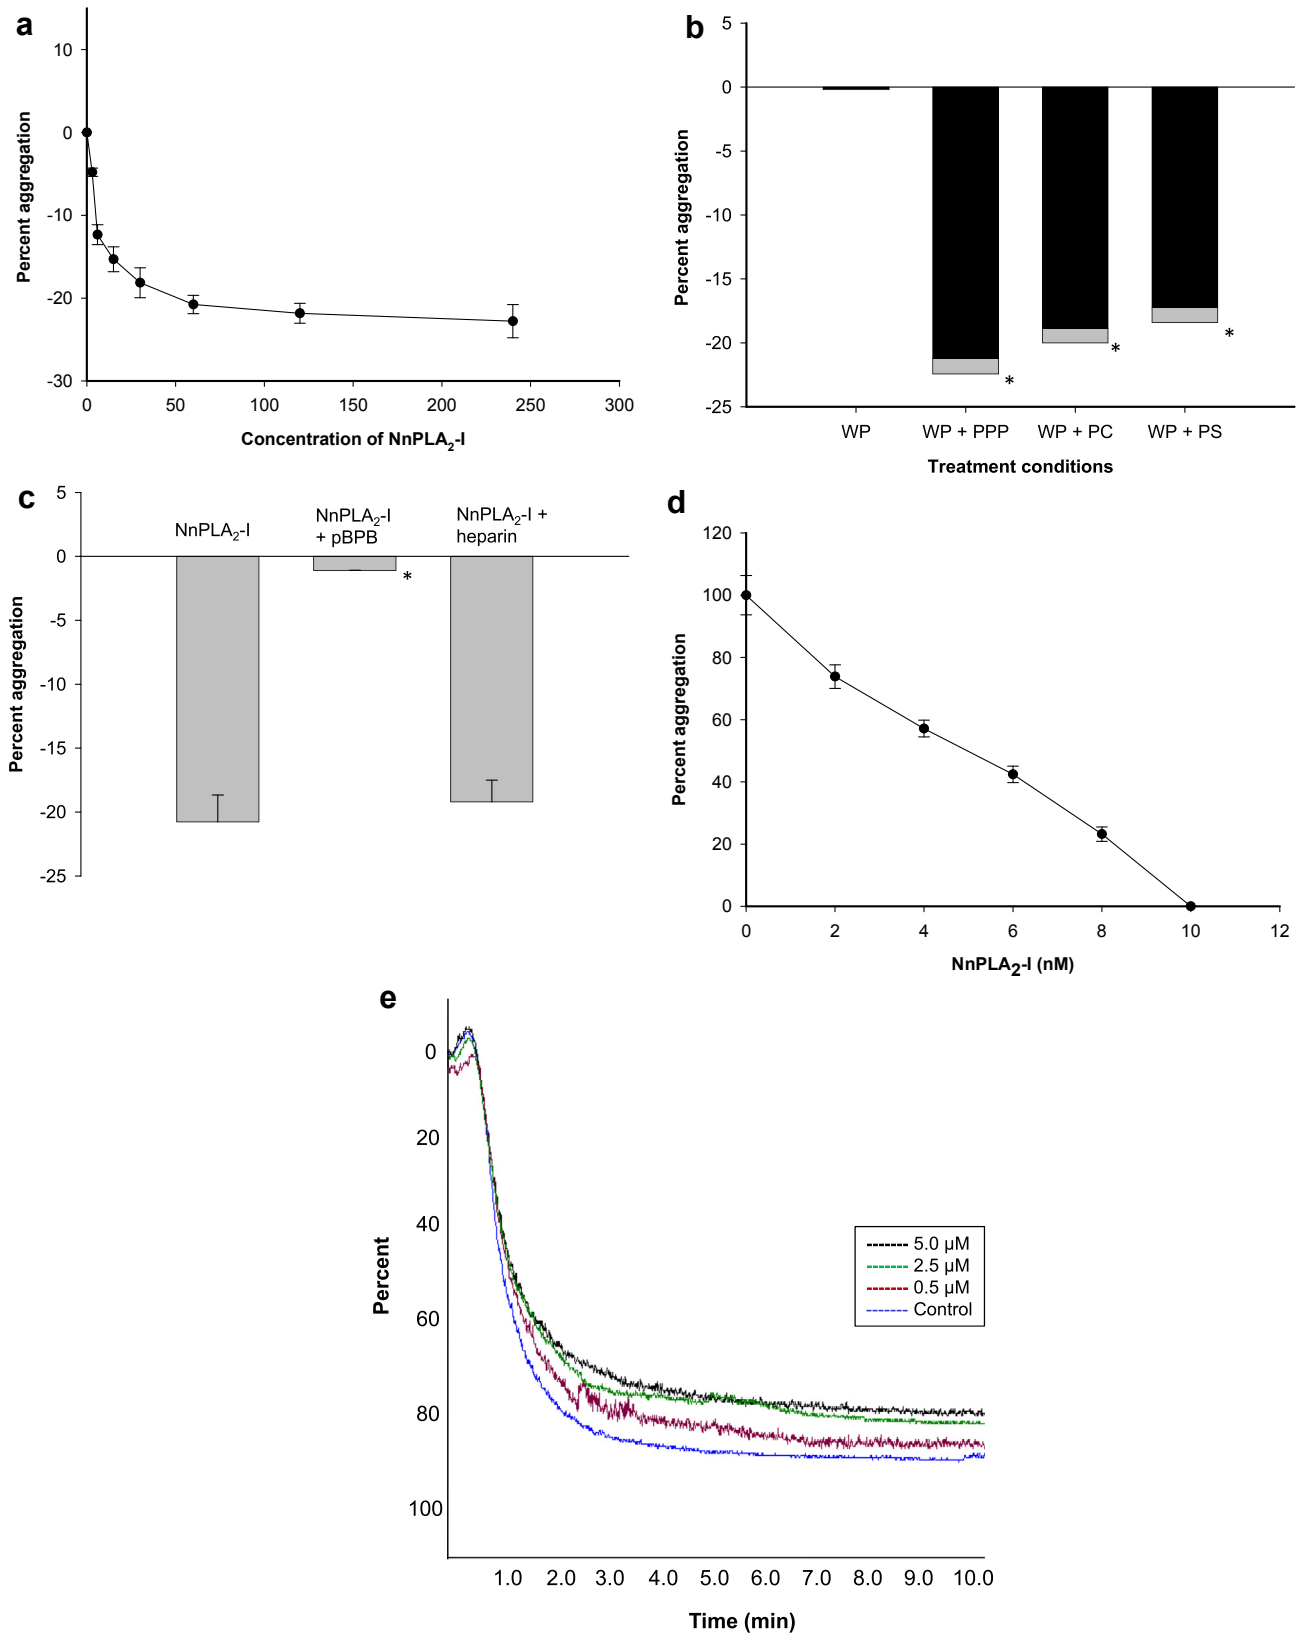 a
10
0
-10
-20
-30
Percent aggregation
0 50 100 150 200 250 300
Concentration of NnPLA2-I
b
5
0
-5
-10
-15
-20
-25
Percent aggregation
*
*
*
WP WP + PPP WP + PC WP + PS
Treatment conditions
c
5
0
-5
-10
-15
-20
-25
Percent aggregation
NnPLA2-I
NnPLA2-I
+ pBPB
NnPLA2-I +
heparin
*
d
120
100
80
60
40
20
0
Percent aggregation
0 2 4 6 8 10 12
NnPLA2-I (nM)
e
0
20
40
60
80
100
Percent
5.0 µM
2.5 µM
0.5 µM
Control
1.0 2.0 3.0 4.0 5.0 6.0 7.0 8.0 9.0 10.0
Time (min)